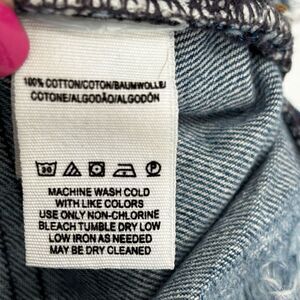 100% COTTON/COTON/BAUMWOLLE/
COTONE/ALGODÃO/ALGODÓN
30
MACHINE WASH COLD
WITH LIKE COLORS
USE ONLY NON-CHLORINE
BLEACH TUMBLE DRY LOW
LOW IRON AS NEEDED
MAY BE DRY CLEANED